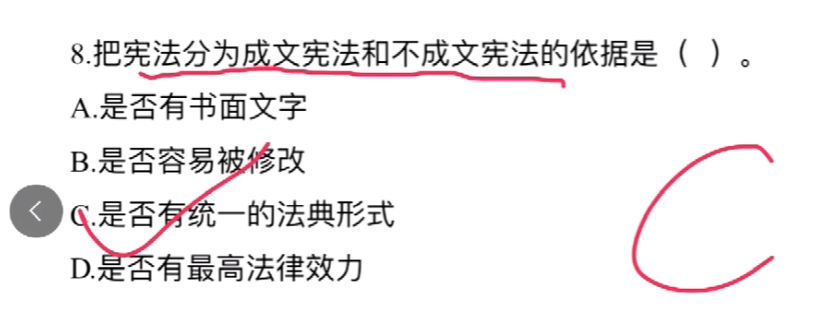 8.把宪法分为成文宪法和不成文宪法的依据是（ ）。
A.是否有书面文字
B.是否容易被修改
C.是否有统一的法典形式
D.是否有最高法律效力
C